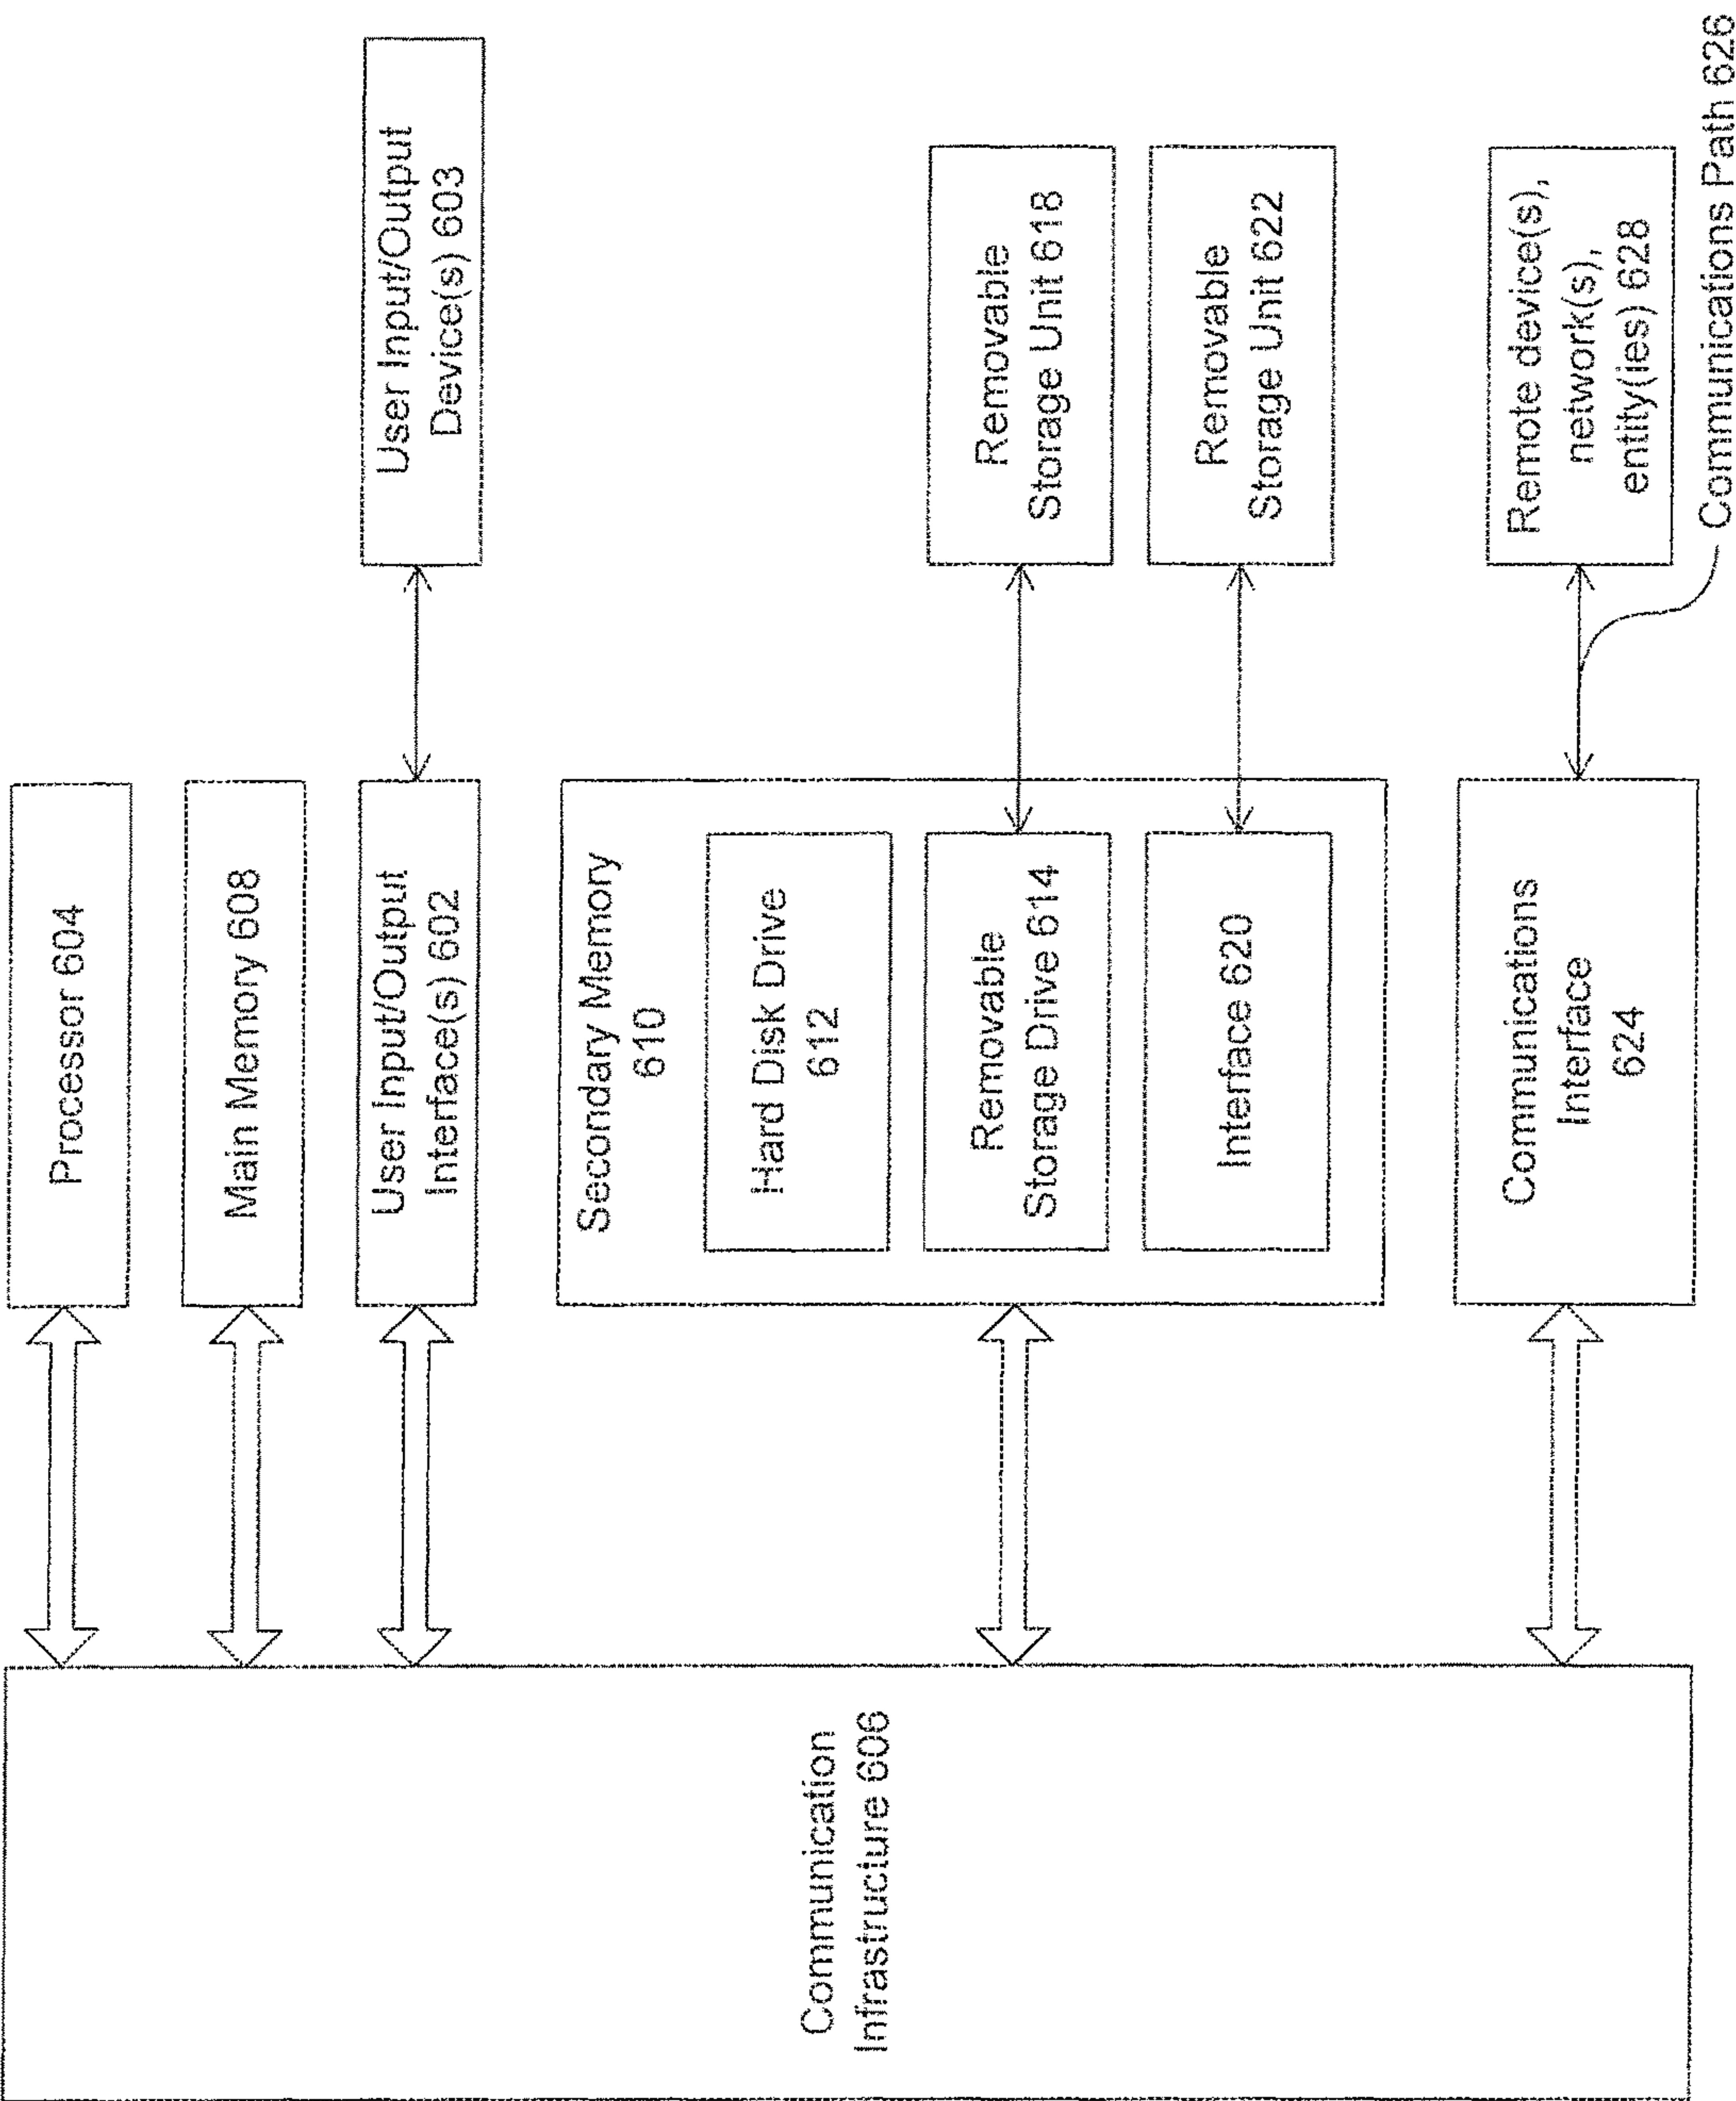 Processor 604
Main Memory 608
User Input/Output
Interface(s) 602
User Input/Output
Device(s) 603
Secondary Memory
610
Hard Disk Drive
612
Removable
Storage Drive 614
Removable
Storage Unit 618
Interface 620
Removable
Storage Unit 622
Communications
Interface
624
Remote device(s),
network(s),
entity(ies) 628
Communications Path 626
Communication
Infrastructure 606